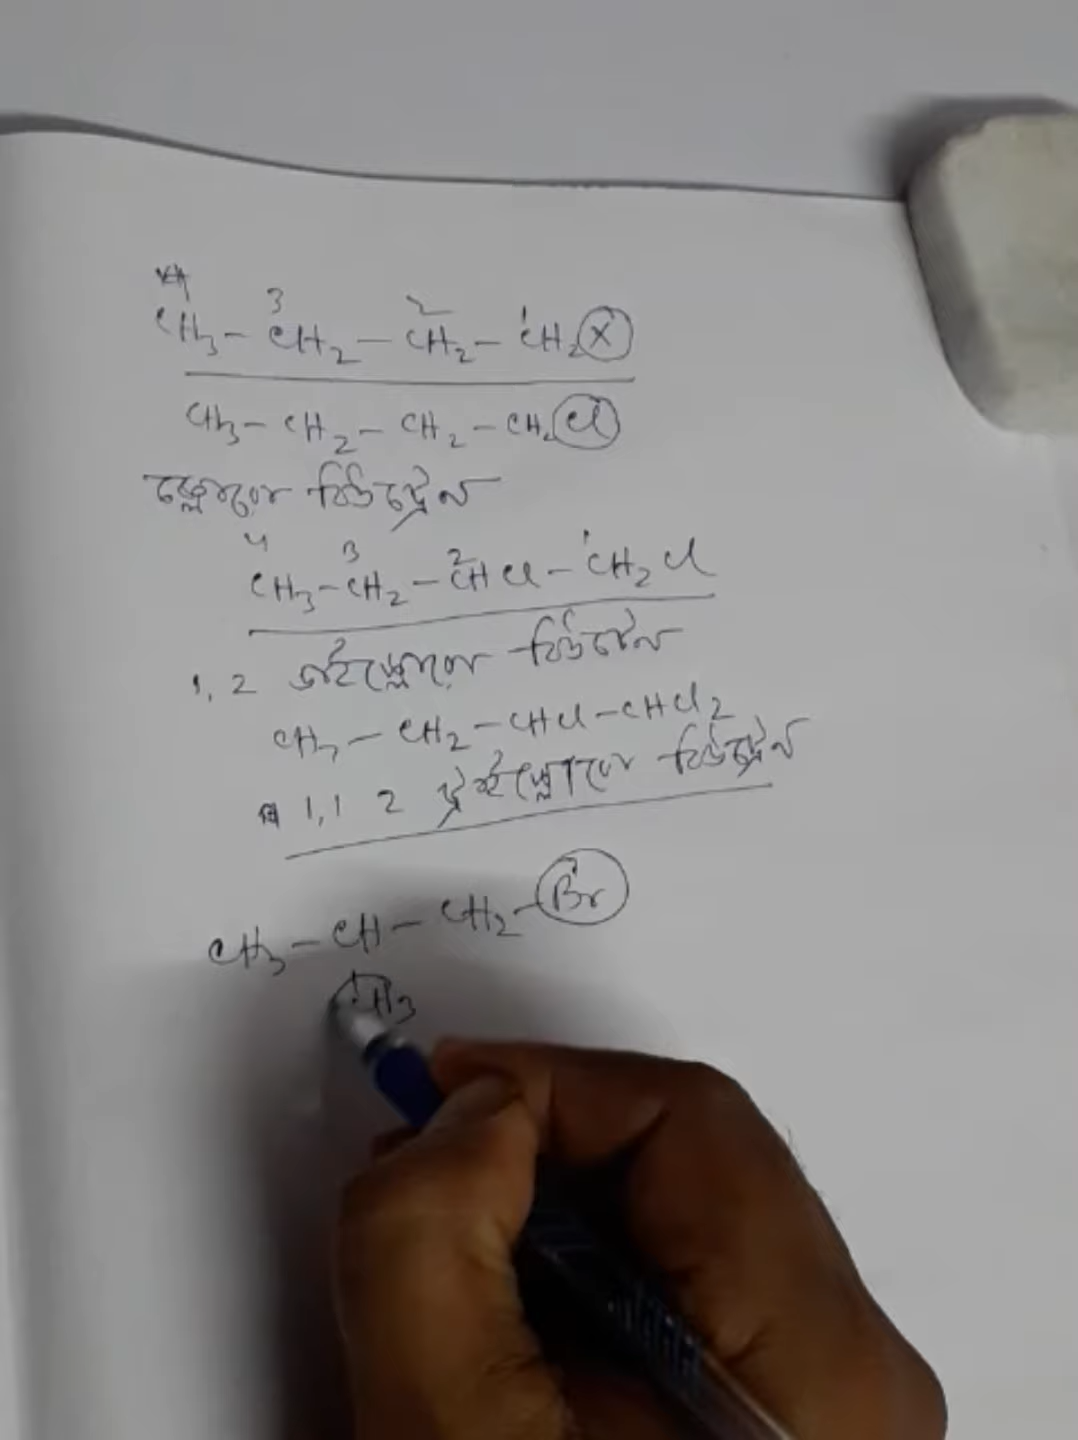 4 3 2 1
CH3 – CH2 – CH2 – CH2 X
CH3 – CH2 – CH2 – CH2 Cl
ক্লোরো বিউট্রেন
4 3 2 1
CH3 – CH2 – CHCl – CH2Cl
1, 2 ডাইক্লোরো বিউটেন
CH3 – CH2 – CHCl – CHCl2
1,1 2 ট্রাইক্লোরো বিউট্রেন
CH3 – CH – CH2 – Br
CH3